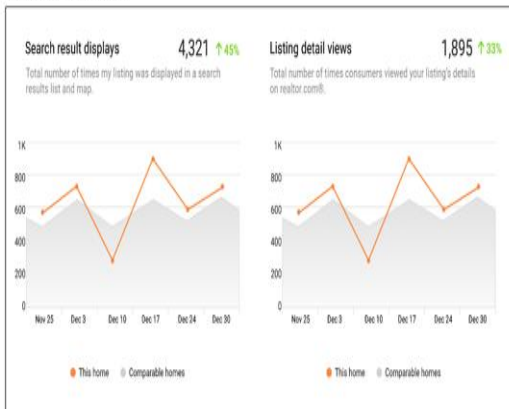 Search result displays
4,321 ↑ 45%
Total number of times my listing was displayed in a search
results list and map.
1K
800
600
400
200
0
Nov 25 Dec 3 Dec 10 Dec 17 Dec 24 Dec 30
This home Comparable homes
Listing detail views
1,895 ↑ 33%
Total number of times consumers viewed your listing's details
on realtor.com®.
1K
800
600
400
200
0
Nov 25 Dec 3 Dec 10 Dec 17 Dec 24 Dec 30
This home Comparable homes